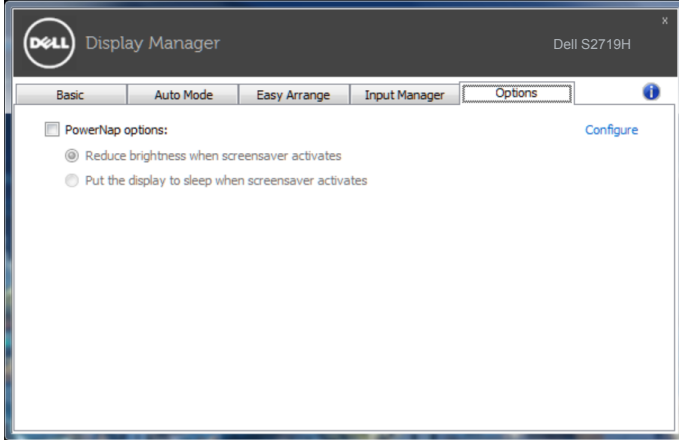 x
DELL Display Manager Dell S2719H
Basic Auto Mode Easy Arrange Input Manager Options i
PowerNap options: Configure
Reduce brightness when screensaver activates
Put the display to sleep when screensaver activates